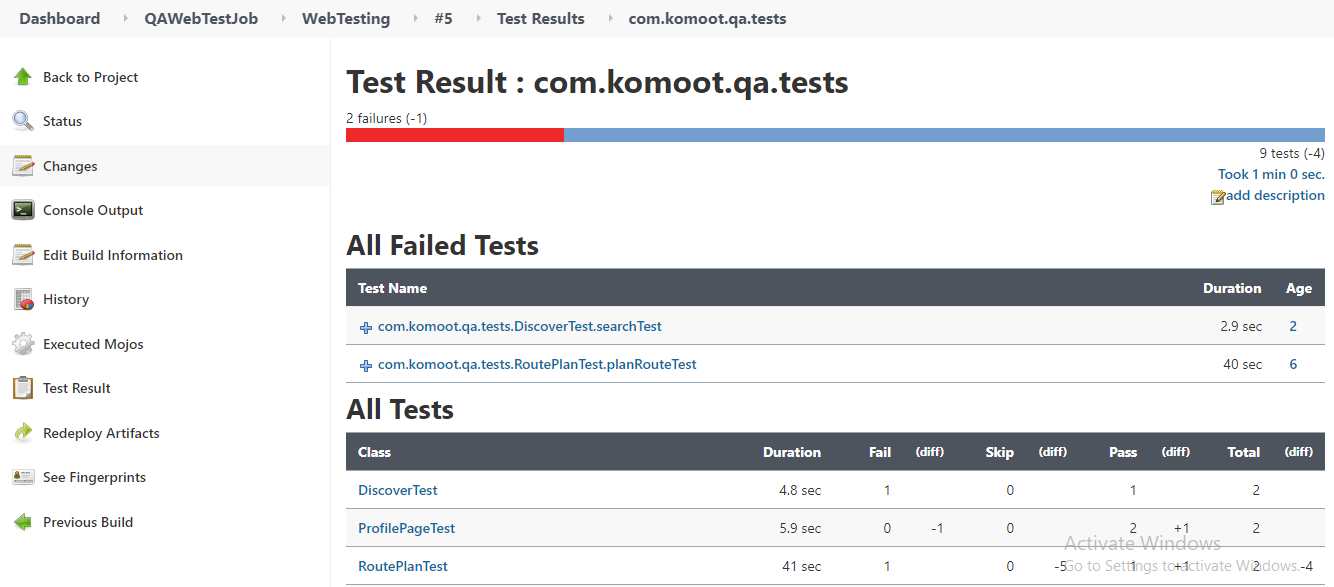 Dashboard QAWebTestJob WebTesting #5 Test Results com.komoot.qa.tests
Back to Project
Status
Changes
Console Output
Edit Build Information
History
Executed Mojos
Test Result
Redeploy Artifacts
See Fingerprints
Previous Build
Test Result : com.komoot.qa.tests
2 failures (-1)
9 tests (-4)
Took 1 min 0 sec.
add description
All Failed Tests
Test Name Duration Age
com.komoot.qa.tests.DiscoverTest.searchTest 2.9 sec 2
com.komoot.qa.tests.RoutePlanTest.planRouteTest 40 sec 6
All Tests
Class Duration Fail (diff) Skip (diff) Pass (diff) Total (diff)
DiscoverTest 4.8 sec 1 0 1 2
ProfilePageTest 5.9 sec 0 -1 0 2 +1 2
RoutePlanTest 41 sec 1 0 -5 1 +1 2 -4
Activate Windows
Go to Settings to activate Windows.